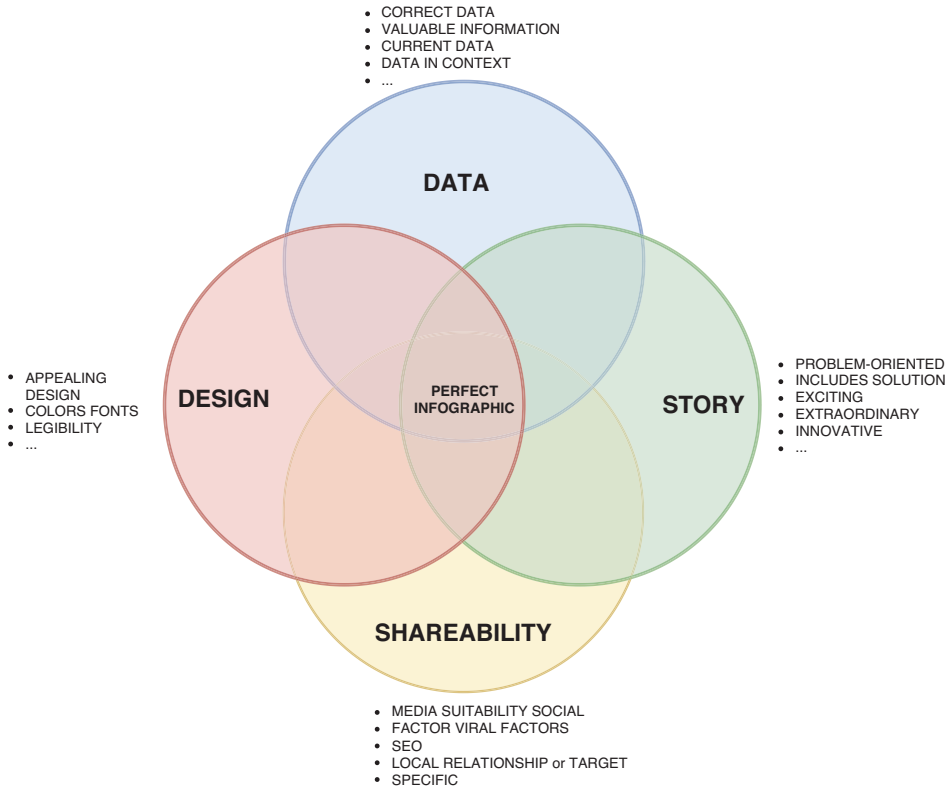 • CORRECT DATA
• VALUABLE INFORMATION
• CURRENT DATA
• DATA IN CONTEXT
• ...
DATA
• APPEALING
DESIGN
• COLORS FONTS
• LEGIBILITY
• ...
DESIGN
PERFECT
INFOGRAPHIC
STORY
• PROBLEM-ORIENTED
• INCLUDES SOLUTION
• EXCITING
• EXTRAORDINARY
• INNOVATIVE
• ...
SHAREABILITY
• MEDIA SUITABILITY SOCIAL
• FACTOR VIRAL FACTORS
• SEO
• LOCAL RELATIONSHIP or TARGET
• SPECIFIC